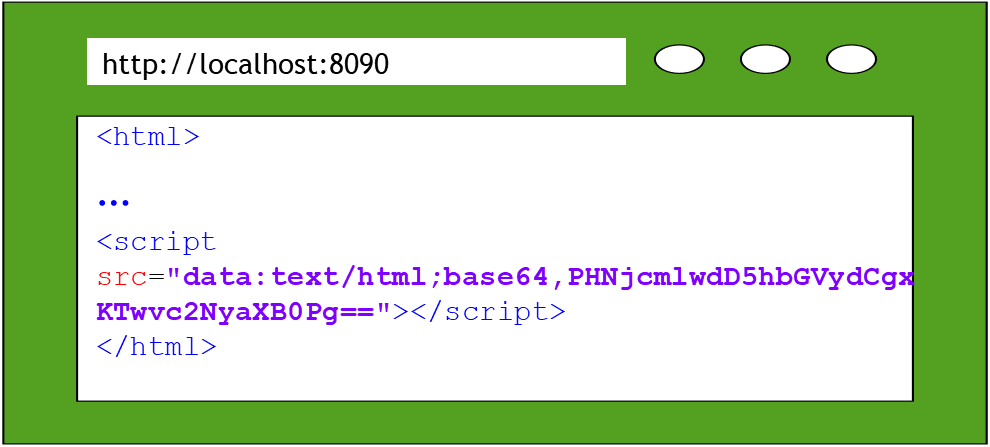 http://localhost:8090
<html>
...
<script
src="data:text/html;base64,PHNjcmlwdD5hbGVydCgx
KTwvc2NyaXB0Pg=="></script>
</html>